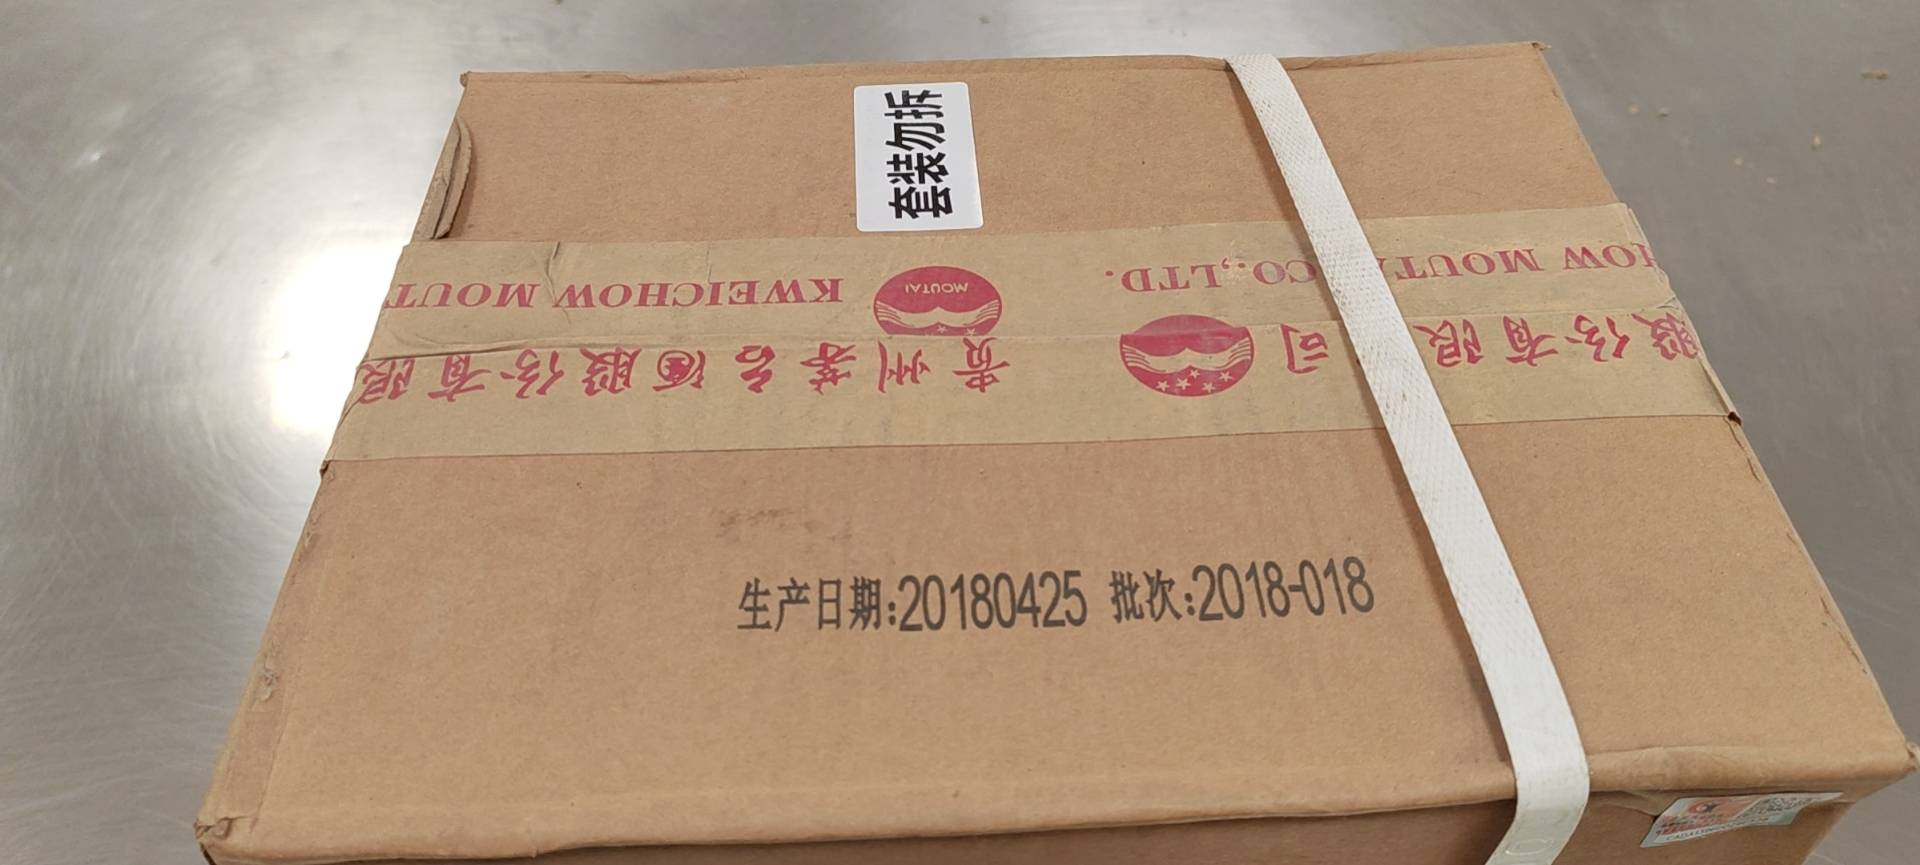 套装勿拆
KWEICHOW MOUT
MOUTAI
HOW MOUT CO.,LTD.
贵州茅台酒股份有限
股份有限 司
生产日期:20180425 批次:2018-018